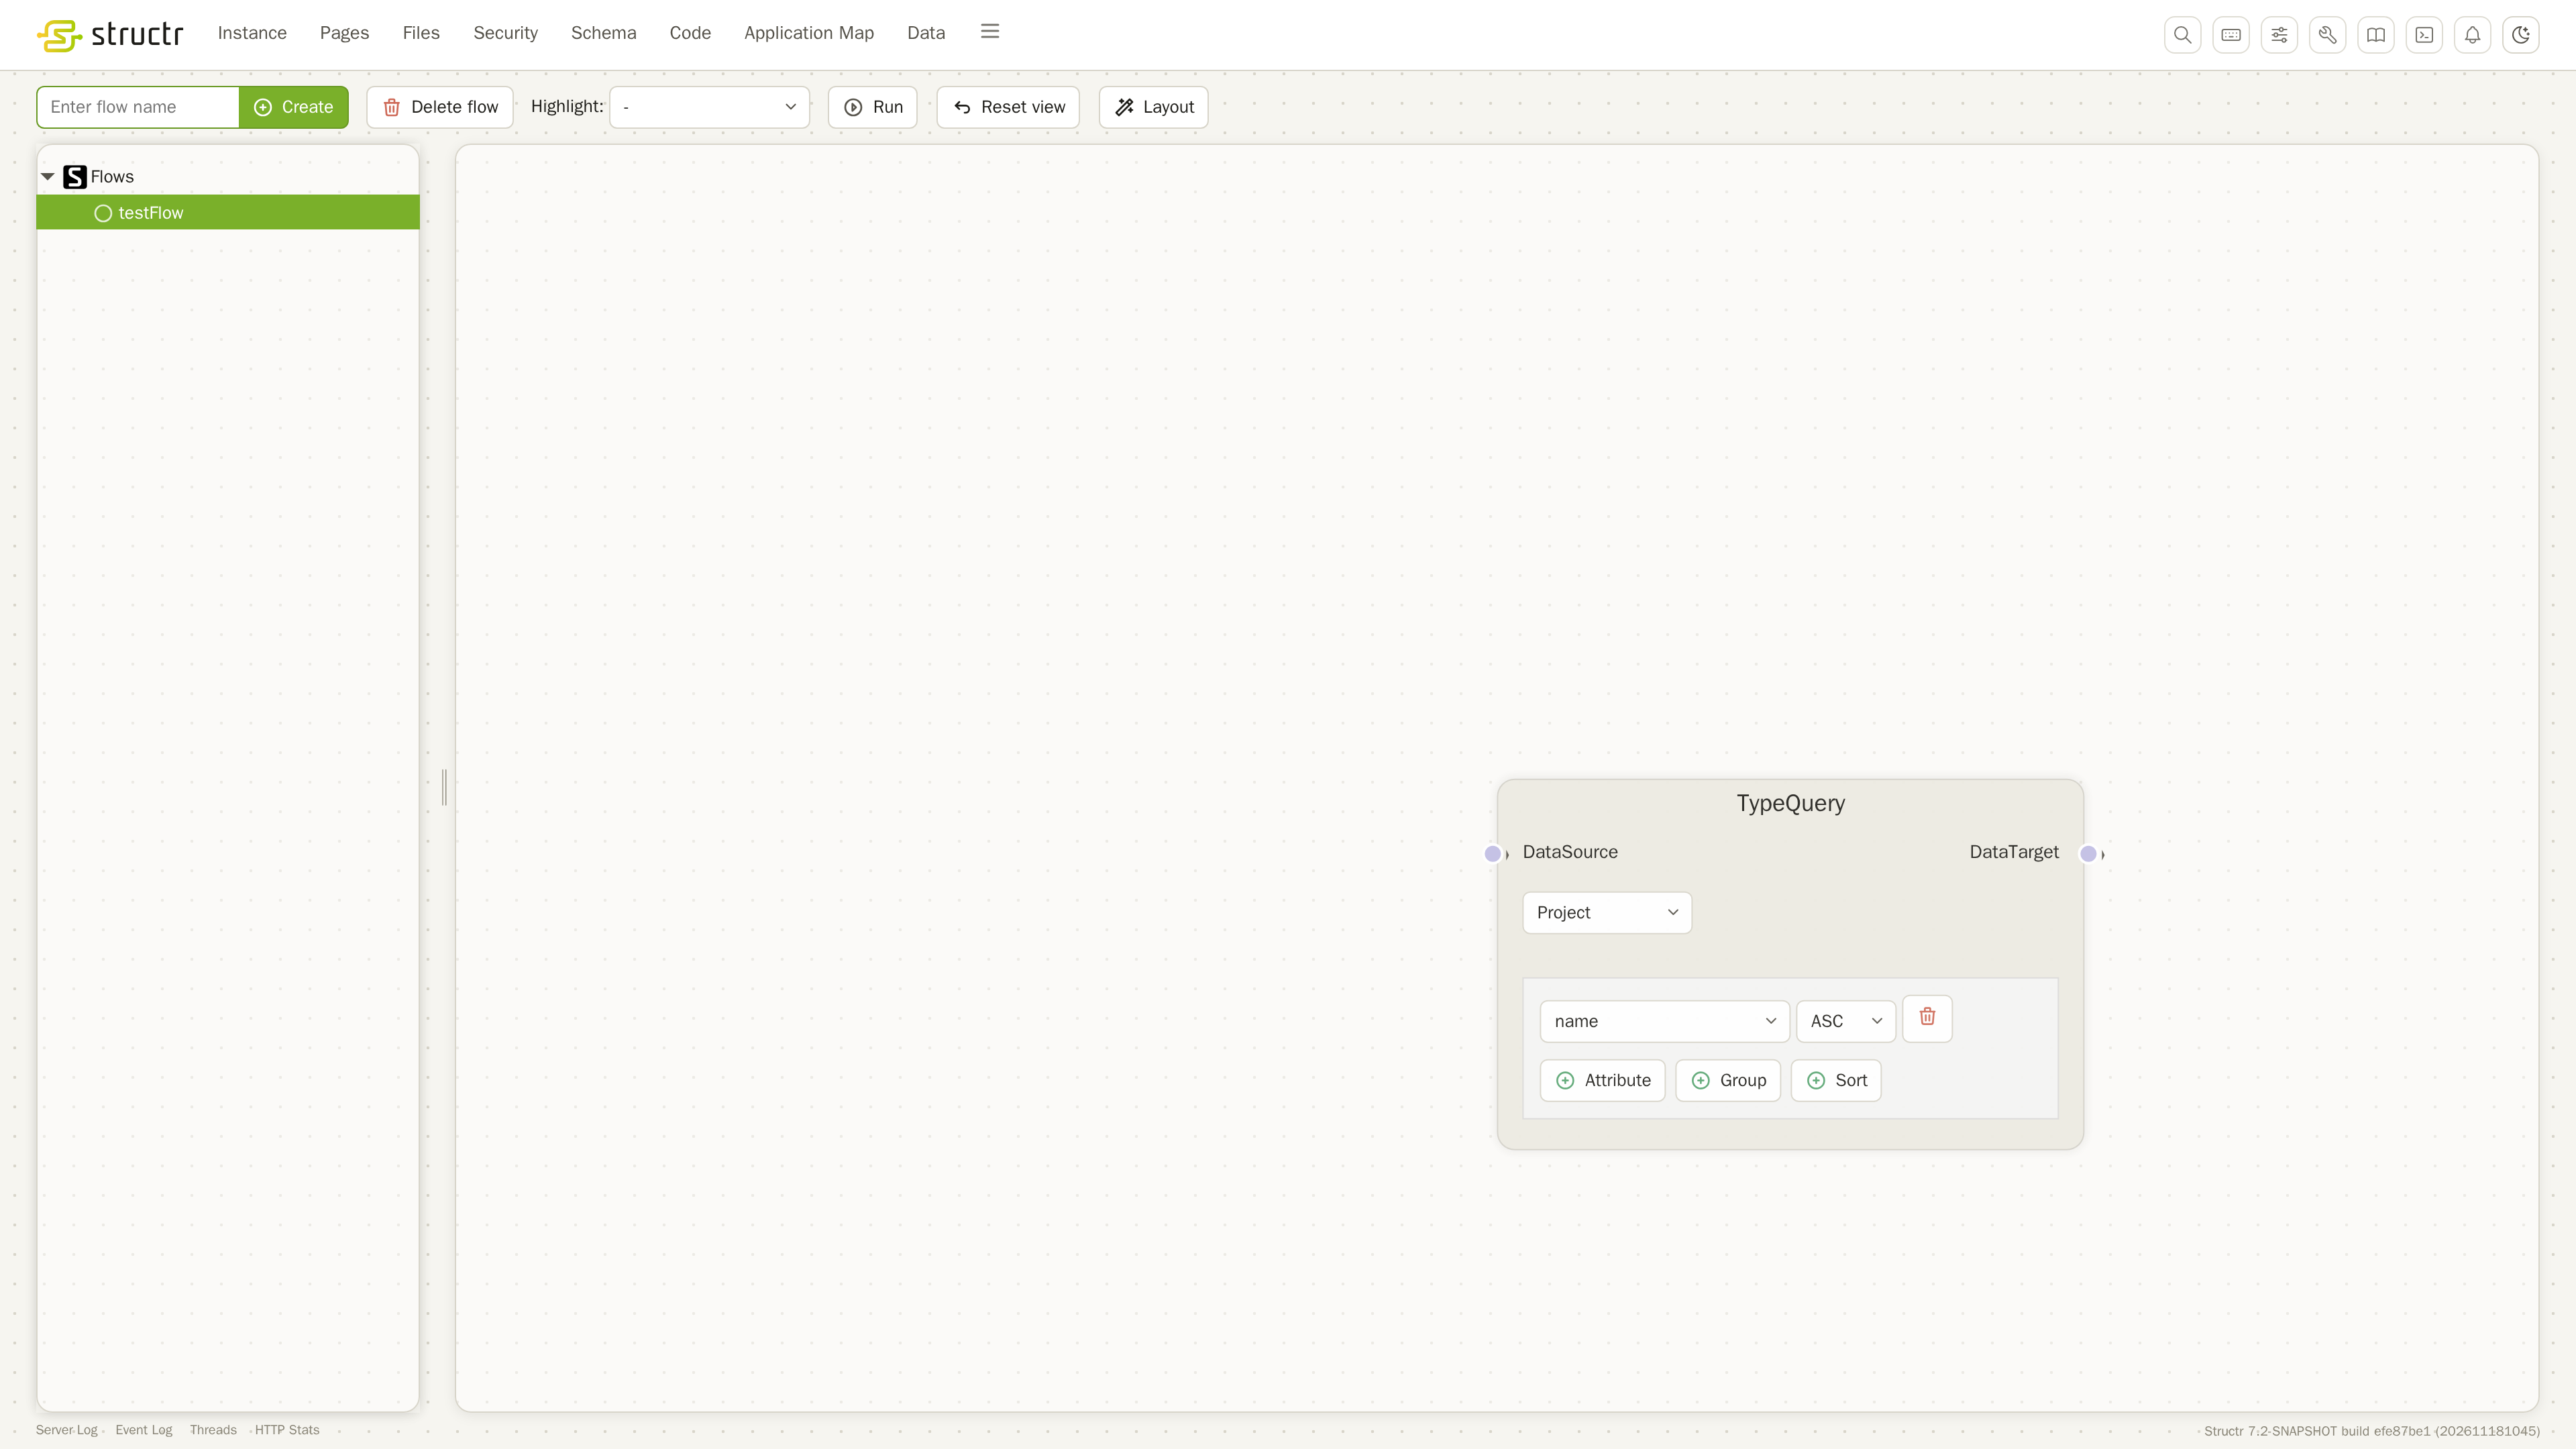 structr Instance Pages Files Security Schema Code Application Map Data
Enter flow name Create Delete flow Highlight: - Run Reset view Layout
Flows
testFlow
TypeQuery
DataSource DataTarget
Project
name ASC
Attribute Group Sort
Server Log Event Log Threads HTTP Stats Structr 7.2-SNAPSHOT build efe87be1 (202611181045)